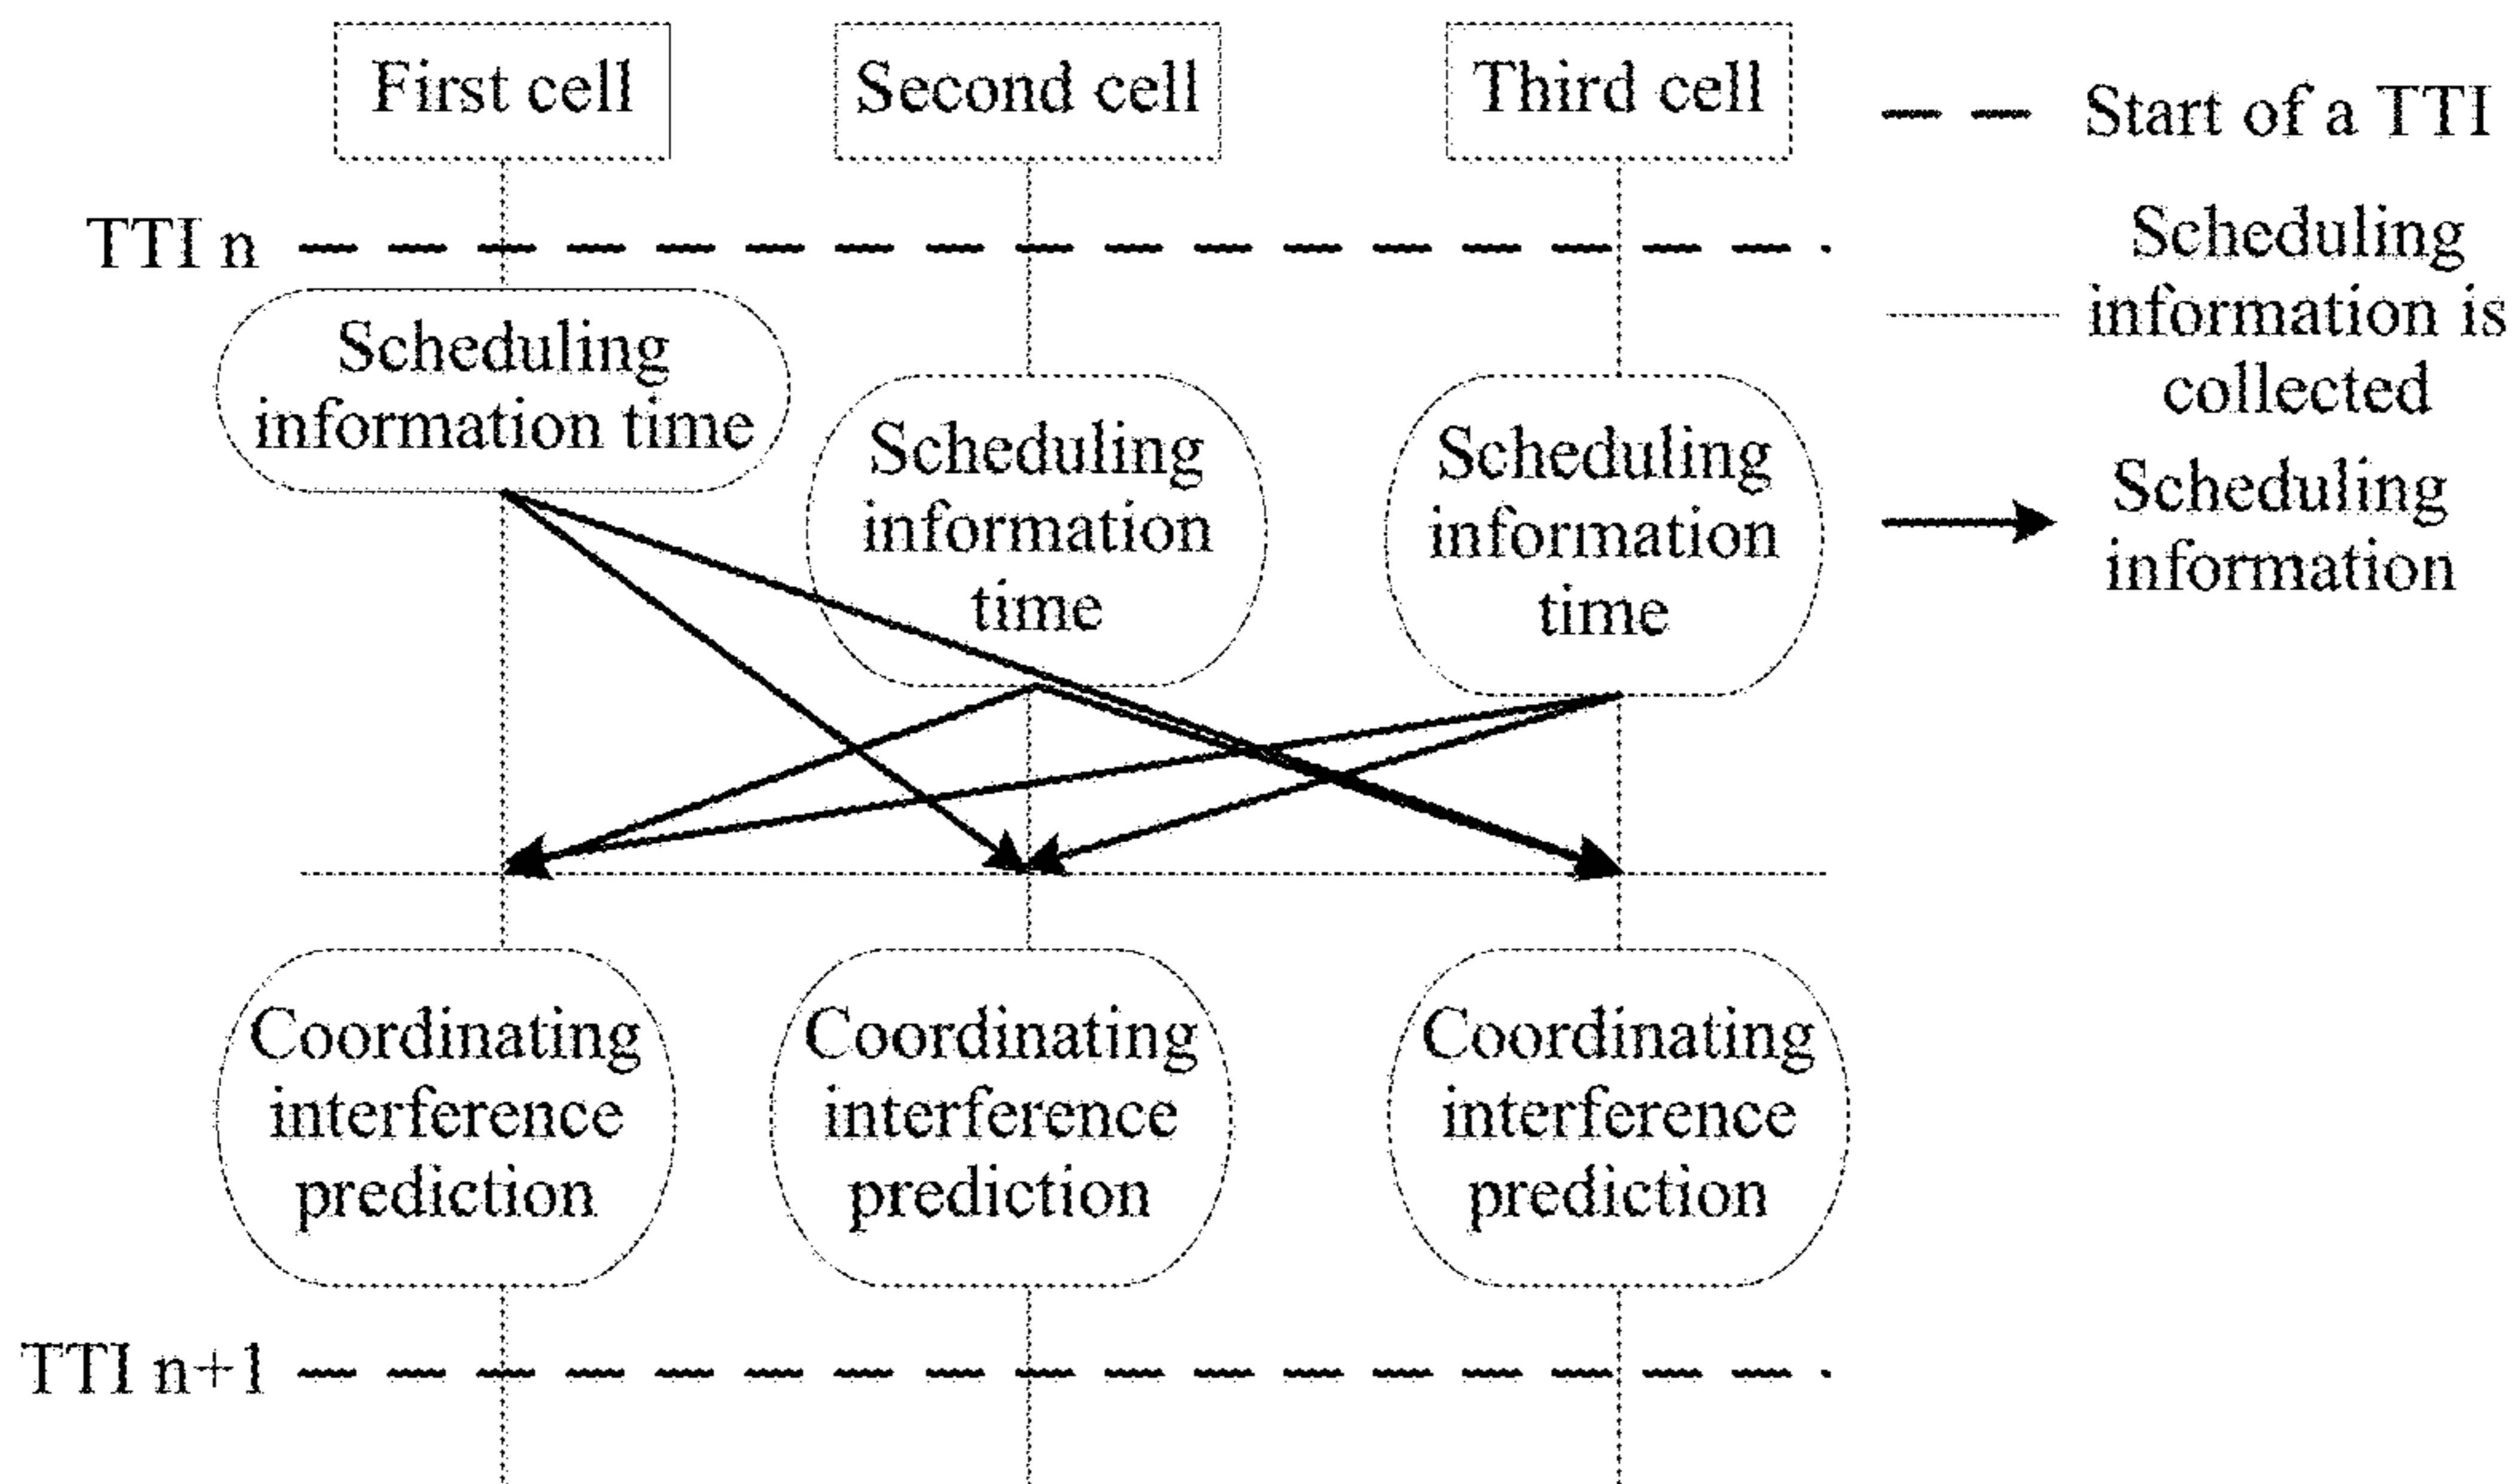 First cell
Second cell
Third cell
Start of a TTI
TTI n
Scheduling
information is
collected
Scheduling
information time
Scheduling
information
time
Scheduling
information
time
Scheduling
information
Coordinating
interference
prediction
Coordinating
interference
prediction
Coordinating
interference
prediction
TTI n+1